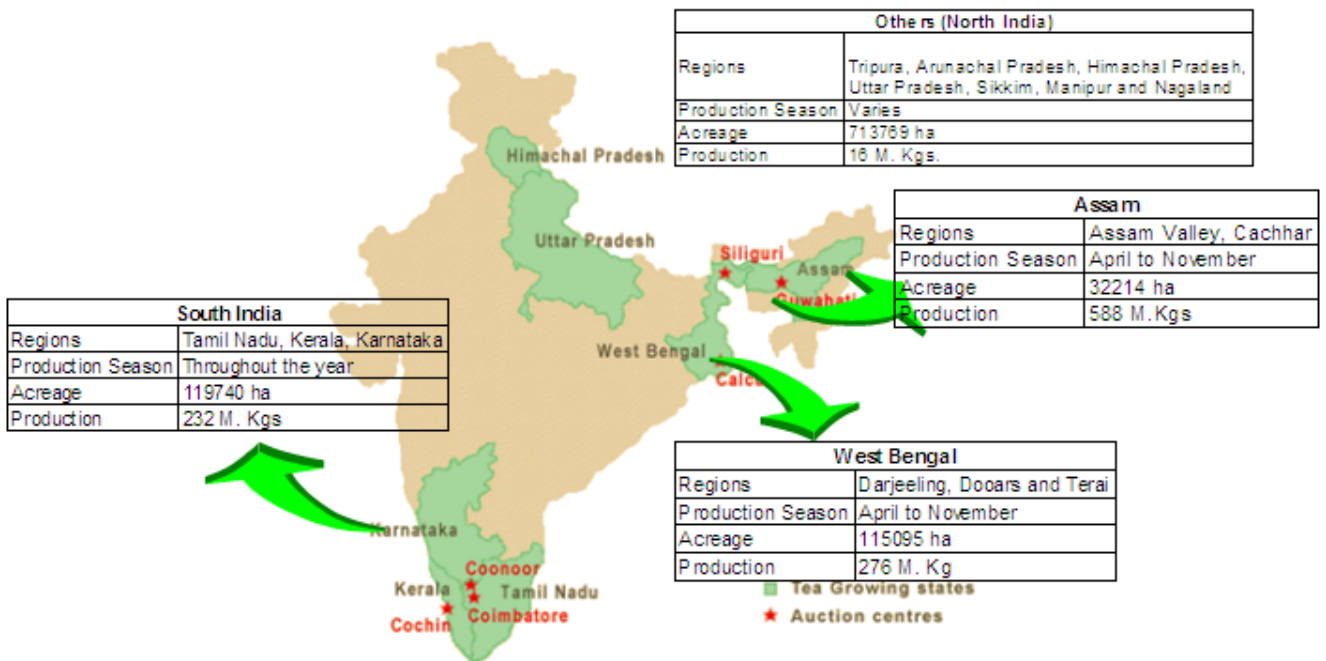 Others (North India)
Regions Tripura, Arunachal Pradesh, Himachal Pradesh,
Uttar Pradesh, Sikkim, Manipur and Nagaland
Production Season Varies
Acreage 713769 ha
Production 16 M. Kgs.
Himachal Pradesh
Uttar Pradesh
Siliguri
Assam
Guwahati
West Bengal
Calcu
Assam
Regions Assam Valley, Cachhar
Production Season April to November
Acreage 32214 ha
Production 588 M.Kgs
South India
Regions Tamil Nadu, Kerala, Karnataka
Production Season Throughout the year
Acreage 119740 ha
Production 232 M. Kgs
West Bengal
Regions Darjeeling, Dooars and Terai
Production Season April to November
Acreage 115095 ha
Production 276 M. Kg
Karnataka
Coonoor
Kerala
Tamil Nadu
Cochin
Coimbatore
Tea Growing states
Auction centres